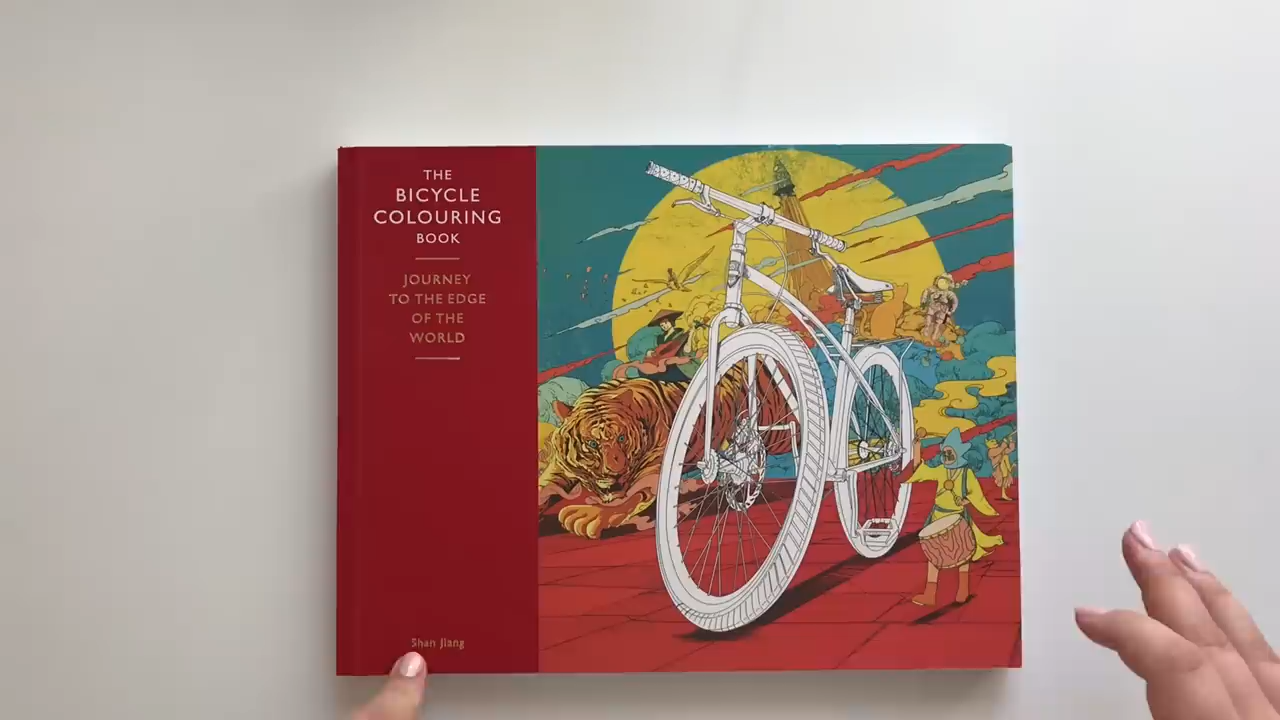 THE
BICYCLE
COLOURING
BOOK
JOURNEY
TO THE EDGE
OF THE
WORLD
Shan Jiang